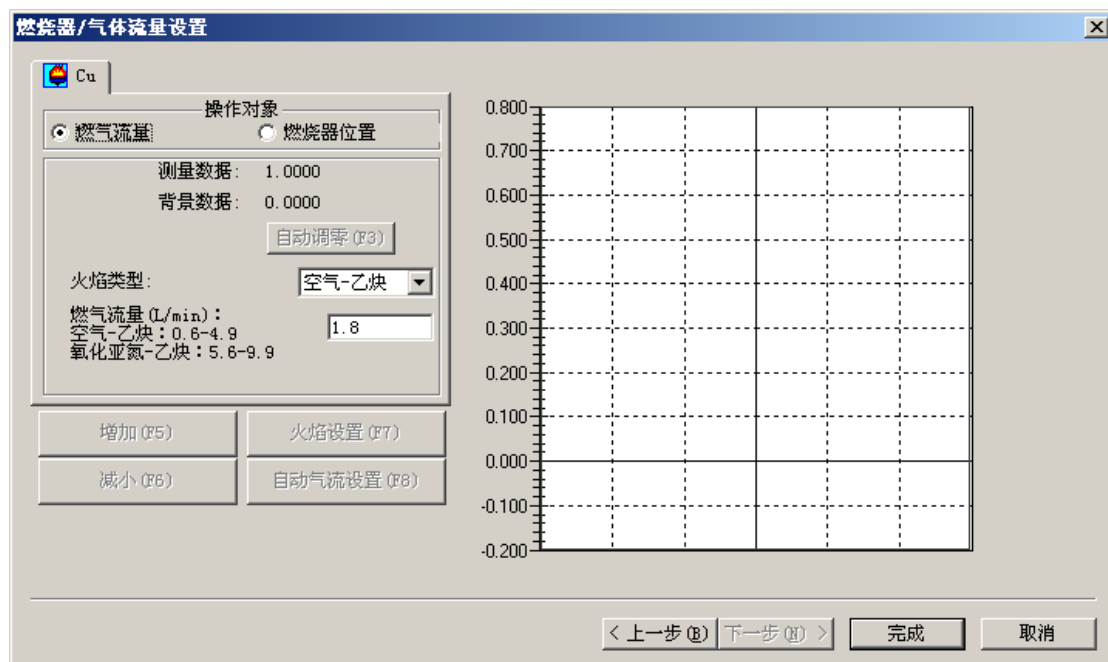 燃烧器/气体流量设置
Cu
操作对象
燃气流量 燃烧器位置
测量数据: 1.0000
背景数据: 0.0000
自动调零(F3)
火焰类型: 空气-乙炔
燃气流量(L/min): 1.8
空气-乙炔:0.6-4.9
氧化亚氮-乙炔:5.6-9.9
增加(F5) 火焰设置(F7)
减小(F6) 自动气流设置(F8)
0.800
0.700
0.600
0.500
0.400
0.300
0.200
0.100
0.000
-0.100
-0.200
< 上一步(B) 下一步(N) > 完成 取消